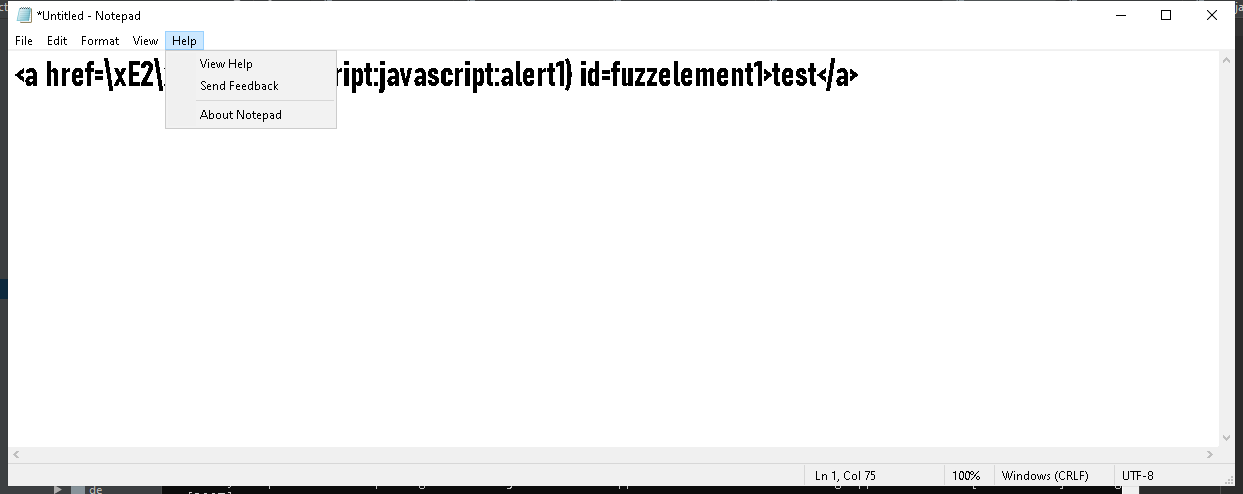 *Untitled - Notepad
File Edit Format View Help
View Help
Send Feedback
About Notepad
<a href=\xE2\ ript:javascript:alert1) id=fuzzelement1>test</a>
Ln 1, Col 75 100% Windows (CRLF) UTF-8
de